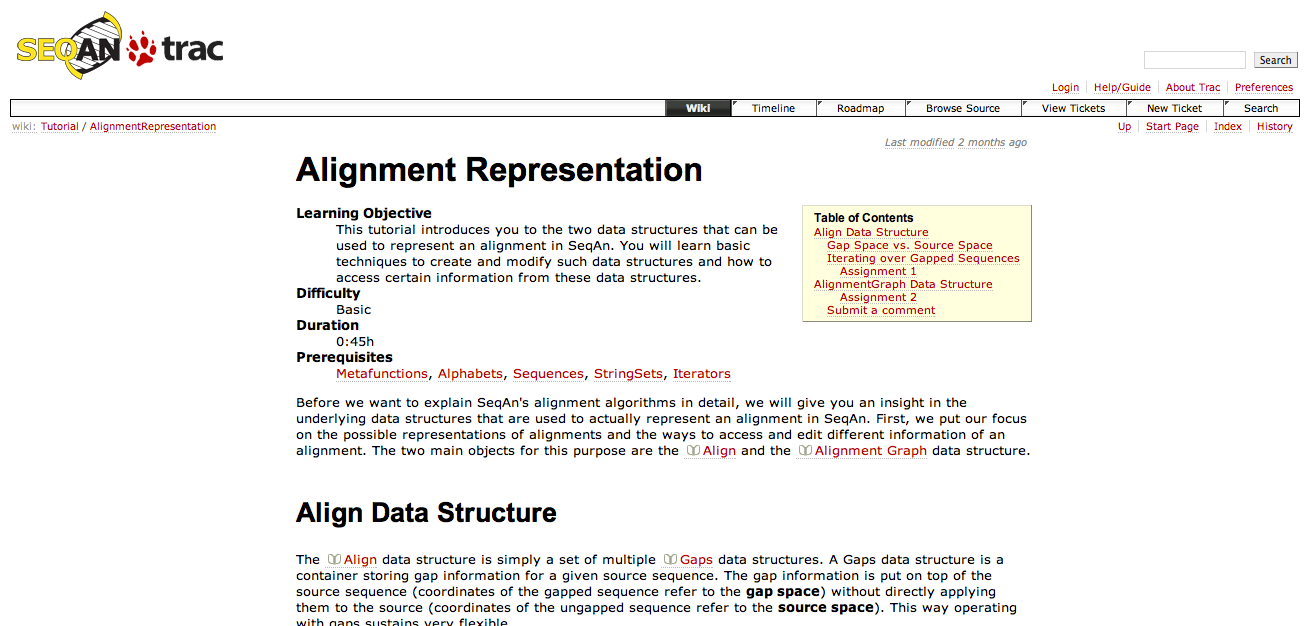 SEQAN trac
Search
Login Help/Guide About Trac Preferences
Wiki Timeline Roadmap Browse Source View Tickets New Ticket Search
wiki: Tutorial / AlignmentRepresentation
Up Start Page Index History
Last modified 2 months ago
Alignment Representation
Learning Objective
This tutorial introduces you to the two data structures that can be
used to represent an alignment in SeqAn. You will learn basic
techniques to create and modify such data structures and how to
access certain information from these data structures.
Difficulty
Basic
Duration
0:45h
Prerequisites
Metafunctions, Alphabets, Sequences, StringSets, Iterators
Table of Contents
Align Data Structure
Gap Space vs. Source Space
Iterating over Gapped Sequences
Assignment 1
AlignmentGraph Data Structure
Assignment 2
Submit a comment
Before we want to explain SeqAn's alignment algorithms in detail, we will give you an insight in the
underlying data structures that are used to actually represent an alignment in SeqAn. First, we put our focus
on the possible representations of alignments and the ways to access and edit different information of an
alignment. The two main objects for this purpose are the Align and the Alignment Graph data structure.
Align Data Structure
The Align data structure is simply a set of multiple Gaps data structures. A Gaps data structure is a
container storing gap information for a given source sequence. The gap information is put on top of the
source sequence (coordinates of the gapped sequence refer to the gap space) without directly applying
them to the source (coordinates of the ungapped sequence refer to the source space). This way operating
with gaps sustains very flexible.